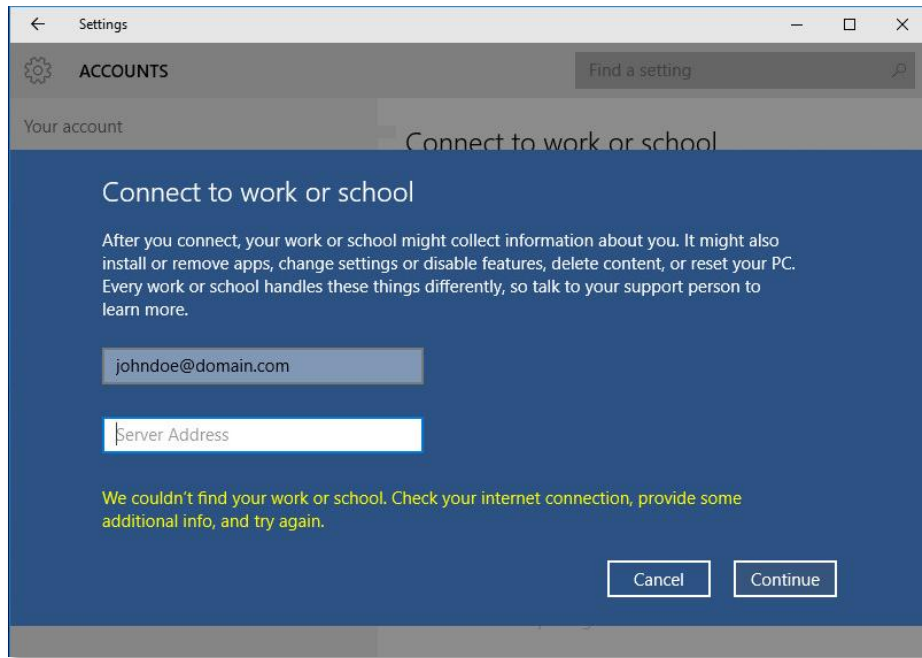 Settings
ACCOUNTS
Find a setting
Your account
Connect to work or school
Connect to work or school
After you connect, your work or school might collect information about you. It might also
install or remove apps, change settings or disable features, delete content, or reset your PC.
Every work or school handles these things differently, so talk to your support person to
learn more.
johndoe@domain.com
Server Address
We couldn't find your work or school. Check your internet connection, provide some
additional info, and try again.
Cancel
Continue